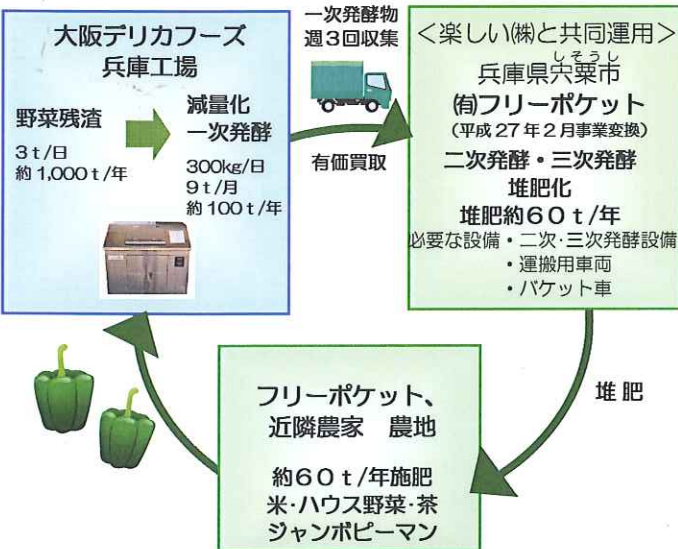 大阪デリカフーズ
兵庫工場
野菜残渣
3t/日
約1,000t/年
減量化
一次発酵
300kg/日
9t/月
約100t/年
一次発酵物
週3回収集
有価買取
＜楽しい㈱と共同運用＞
しそうし
兵庫県宍粟市
㈲フリーポケット
(平成27年2月事業変換)
二次発酵・三次発酵
堆肥化
堆肥約60t/年
必要な設備・二次・三次発酵設備
・運搬用車両
・バケット車
堆肥
フリーポケット、
近隣農家　農地
約60t/年施肥
米・ハウス野菜・茶
ジャンボピーマン